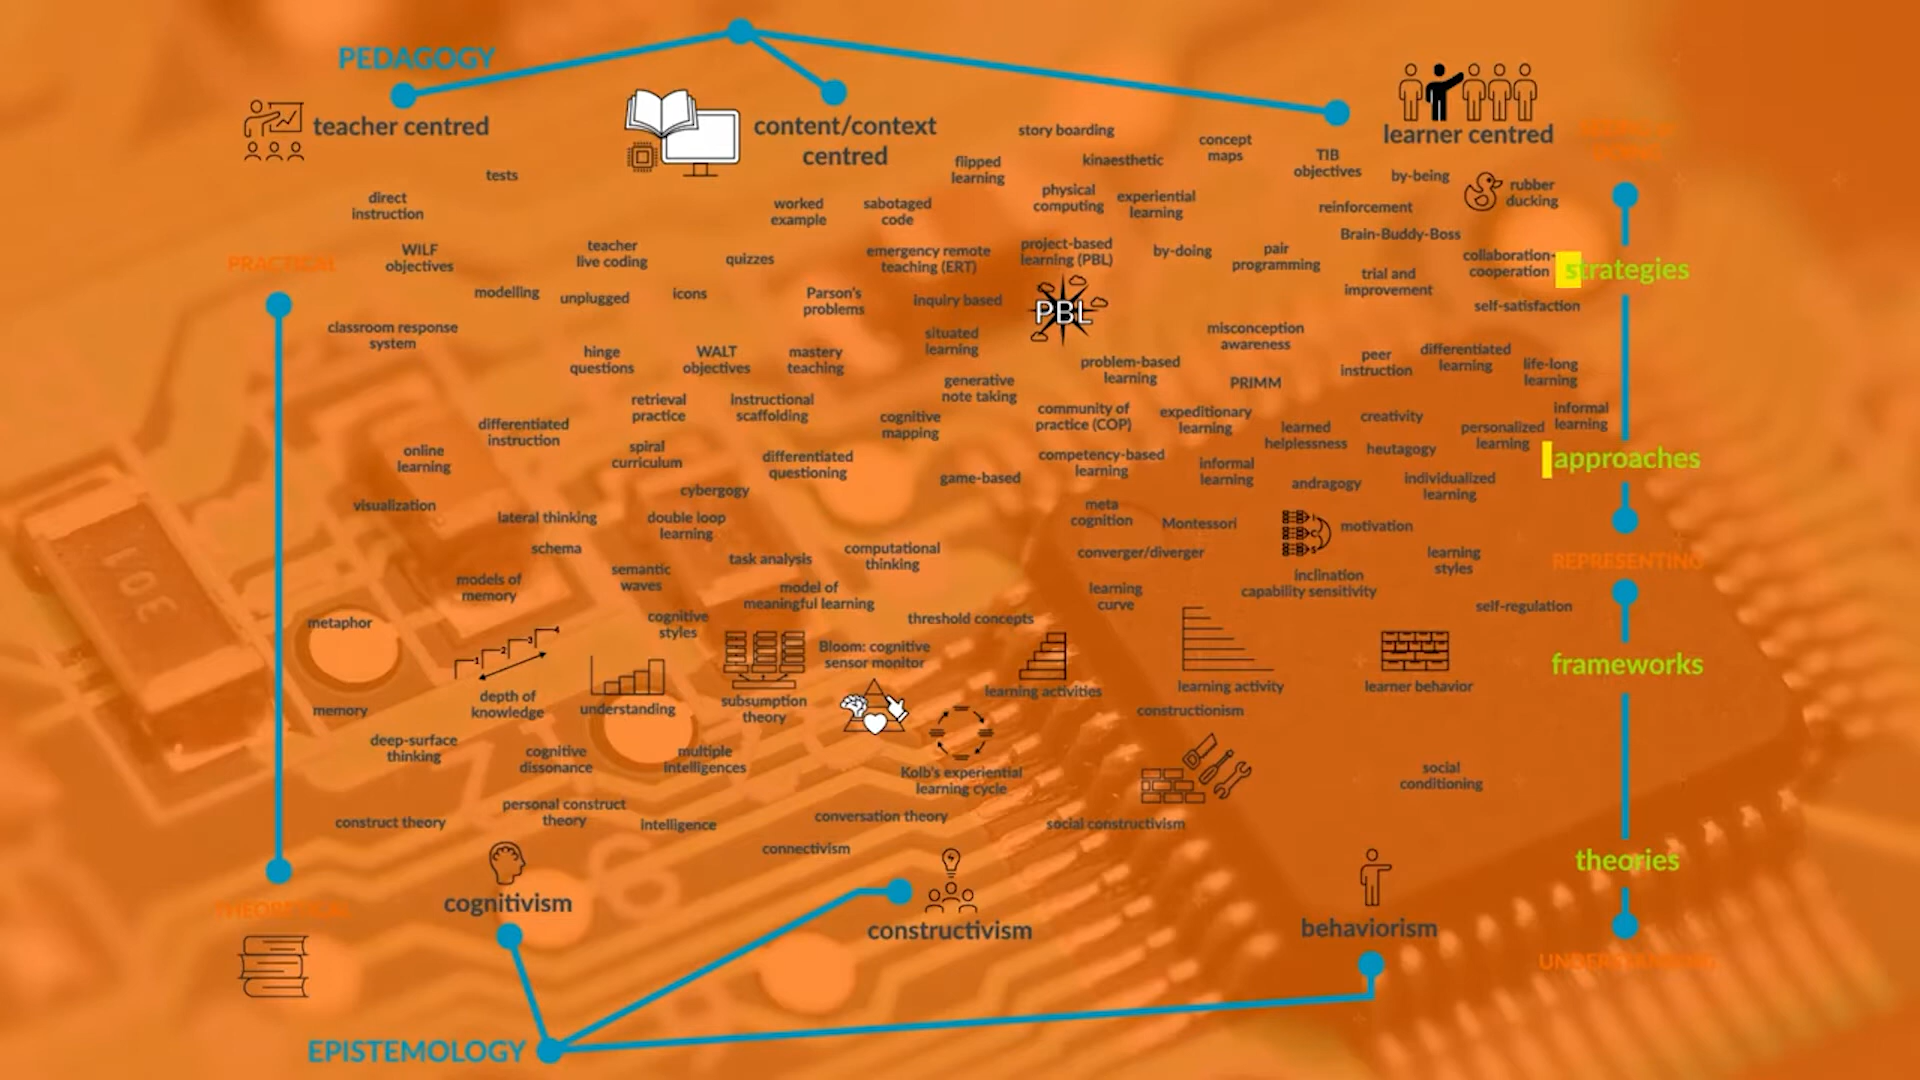 PEDAGOGY
teacher centred
content/context
centred
learner centred
story boarding
concept
maps
flipped
learning
kinaesthetic
TIB
objectives
by-being
rubber
ducking
tests
direct
instruction
worked
example
sabotaged
code
physical
computing
experiential
learning
reinforcement
Brain-Buddy-Boss
PRACTICAL
WILF
objectives
teacher
live coding
quizzes
emergency remote
teaching (ERT)
project-based
learning (PBL)
by-doing
pair
programming
collaboration-
cooperation
strategies
trial and
improvement
self-satisfaction
modelling
unplugged
icons
Parson's
problems
inquiry based
PBL
classroom response
system
situated
learning
misconception
awareness
hinge
questions
WALT
objectives
mastery
teaching
problem-based
learning
peer
instruction
differentiated
learning
life-long
learning
generative
note taking
PRIMM
retrieval
practice
instructional
scaffolding
cognitive
mapping
community of
practice (COP)
expeditionary
learning
creativity
informal
learning
differentiated
instruction
learned
helplessness
personalized
learning
heutagogy
online
learning
spiral
curriculum
differentiated
questioning
competency-based
learning
informal
learning
approaches
game-based
andragogy
individualized
learning
cybergogy
visualization
lateral thinking
double loop
learning
meta
cognition
Montessori
motivation
schema
task analysis
computational
thinking
converger/diverger
learning
styles
REPRESENTING
models of
memory
semantic
waves
model of
meaningful learning
learning
curve
inclination
capability sensitivity
self-regulation
metaphor
cognitive
styles
threshold concepts
1
2
3
4
Bloom: cognitive
sensor monitor
frameworks
depth of
knowledge
understanding
subsumption
theory
learning activities
learning activity
learner behavior
memory
constructionism
deep-surface
thinking
cognitive
dissonance
multiple
intelligences
Kolb's experiential
learning cycle
social
conditioning
construct theory
personal construct
theory
intelligence
conversation theory
social constructivism
connectivism
theories
THEORETICAL
cognitivism
constructivism
behaviorism
UNDERSTANDING
EPISTEMOLOGY